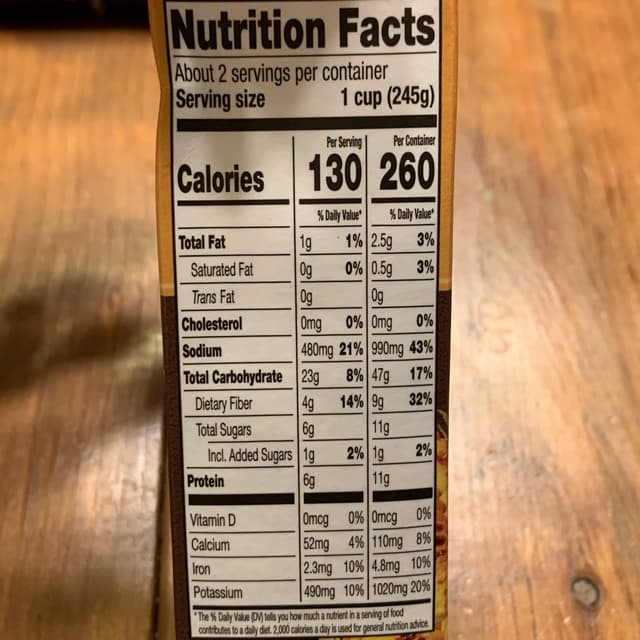 Nutrition Facts
About 2 servings per container
Serving size 1 cup (245g)
Per Serving Per Container
Calories 130 260
% Daily Value* % Daily Value*
Total Fat 1g 1% 2.5g 3%
Saturated Fat 0g 0% 0.5g 3%
Trans Fat 0g 0g
Cholesterol 0mg 0% 0mg 0%
Sodium 480mg 21% 990mg 43%
Total Carbohydrate 23g 8% 47g 17%
Dietary Fiber 4g 14% 9g 32%
Total Sugars 6g 11g
Incl. Added Sugars 1g 2% 1g 2%
Protein 6g 11g
Vitamin D 0mcg 0% 0mcg 0%
Calcium 52mg 4% 110mg 8%
Iron 2.3mg 10% 4.8mg 10%
Potassium 490mg 10% 1020mg 20%
*The % Daily Value (DV) tells you how much a nutrient in a serving of food
contributes to a daily diet. 2,000 calories a day is used for general nutrition advice.